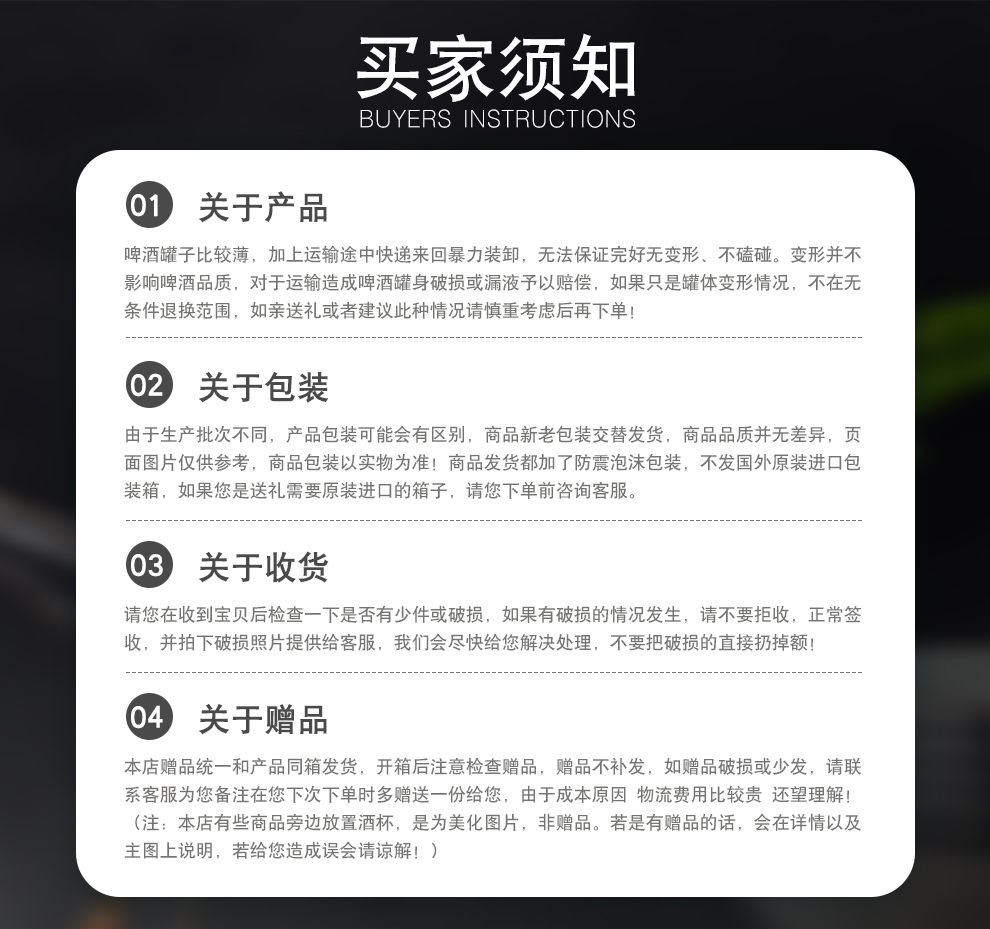 买家须知
BUYERS INSTRUCTIONS
01 关于产品
啤酒罐子比较薄，加上运输途中快递来回暴力装卸，无法保证完好无变形、不磕碰。变形并不
影响啤酒品质，对于运输造成啤酒罐身破损或漏液予以赔偿，如果只是罐体变形情况，不在无
条件退换范围，如亲送礼或者建议此种情况请慎重考虑后再下单！
02 关于包装
由于生产批次不同，产品包装可能会有区别，商品新老包装交替发货，商品品质并无差异，页
面图片仅供参考，商品包装以实物为准！商品发货都加了防震泡沫包装，不发国外原装进口包
装箱，如果您是送礼需要原装进口的箱子，请您下单前咨询客服。
03 关于收货
请您在收到宝贝后检查一下是否有少件或破损，如果有破损的情况发生，请不要拒收，正常签
收，并拍下破损照片提供给客服，我们会尽快给您解决处理，不要把破损的直接扔掉额！
04 关于赠品
本店赠品统一和产品同箱发货，开箱后注意检查赠品，赠品不补发，如赠品破损或少发，请联
系客服为您备注在您下次下单时多赠送一份给您，由于成本原因 物流费用比较贵 还望理解！
（注：本店有些商品旁边放置酒杯，是为美化图片，非赠品。若是有赠品的话，会在详情以及
主图上说明，若给您造成误会请谅解！）